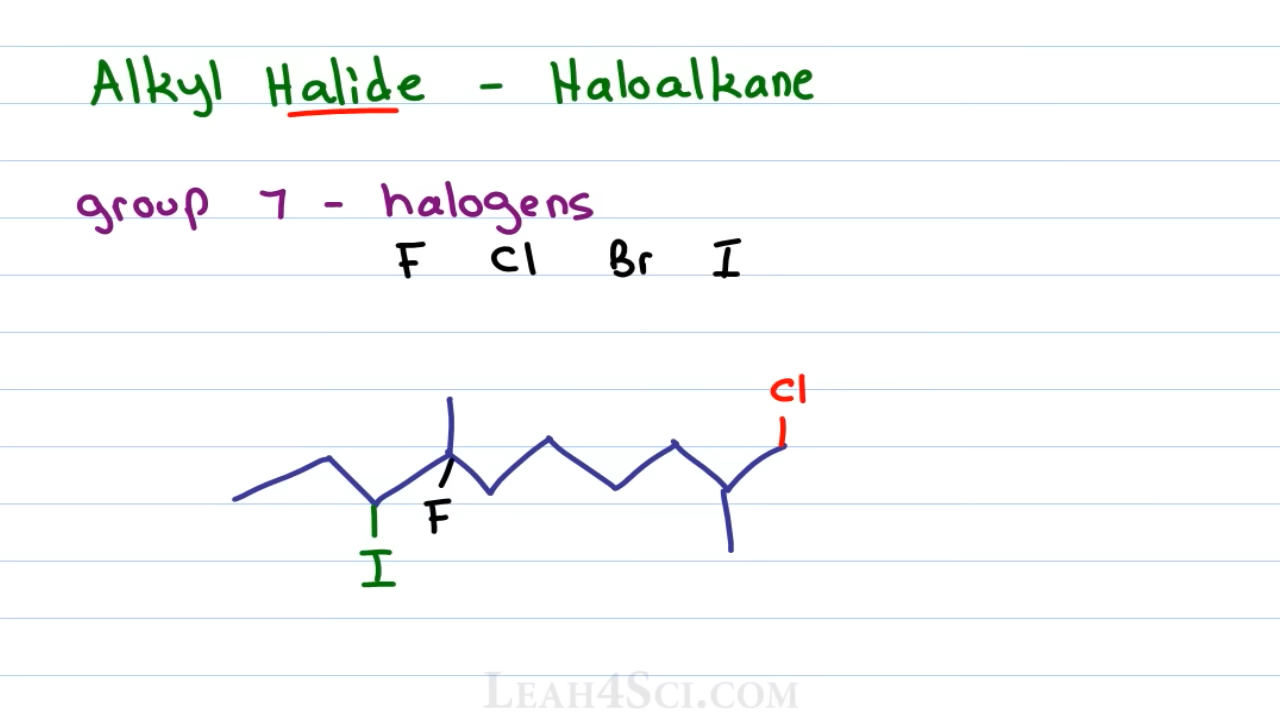 Alkyl Halide - Haloalkane
group 7 - halogens
F Cl Br I
Cl
F
I
LEAH4SCI.COM